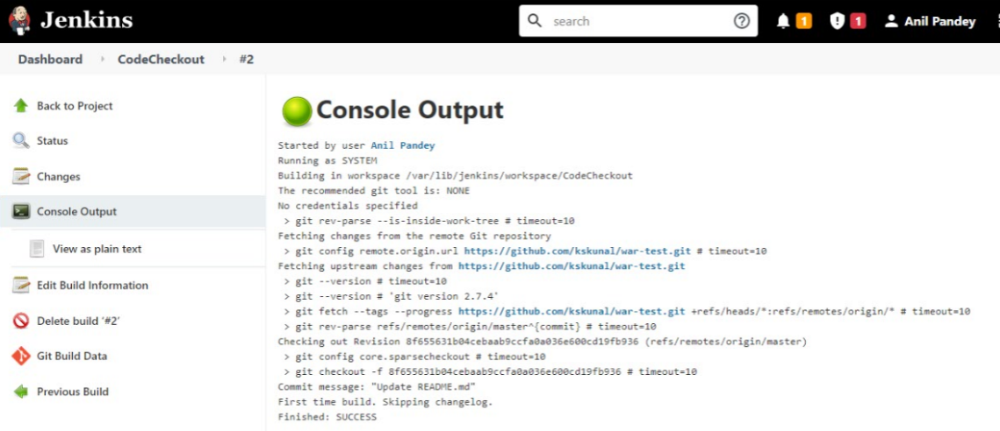 Jenkins
search
1
1
Anil Pandey
Dashboard CodeCheckout #2
Back to Project
Status
Changes
Console Output
View as plain text
Edit Build Information
Delete build '#2'
Git Build Data
Previous Build
Console Output
Started by user Anil Pandey
Running as SYSTEM
Building in workspace /var/lib/jenkins/workspace/CodeCheckout
The recommended git tool is: NONE
No credentials specified
> git rev-parse --is-inside-work-tree # timeout=10
Fetching changes from the remote Git repository
> git config remote.origin.url https://github.com/kskunal/war-test.git # timeout=10
Fetching upstream changes from https://github.com/kskunal/war-test.git
> git --version # timeout=10
> git --version # 'git version 2.7.4'
> git fetch --tags --progress https://github.com/kskunal/war-test.git +refs/heads/*:refs/remotes/origin/* # timeout=10
> git rev-parse refs/remotes/origin/master^{commit} # timeout=10
Checking out Revision 8f655631b04cebaab9ccfa0a036e600cd19fb936 (refs/remotes/origin/master)
> git config core.sparsecheckout # timeout=10
> git checkout -f 8f655631b04cebaab9ccfa0a036e600cd19fb936 # timeout=10
Commit message: "Update README.md"
First time build. Skipping changelog.
Finished: SUCCESS